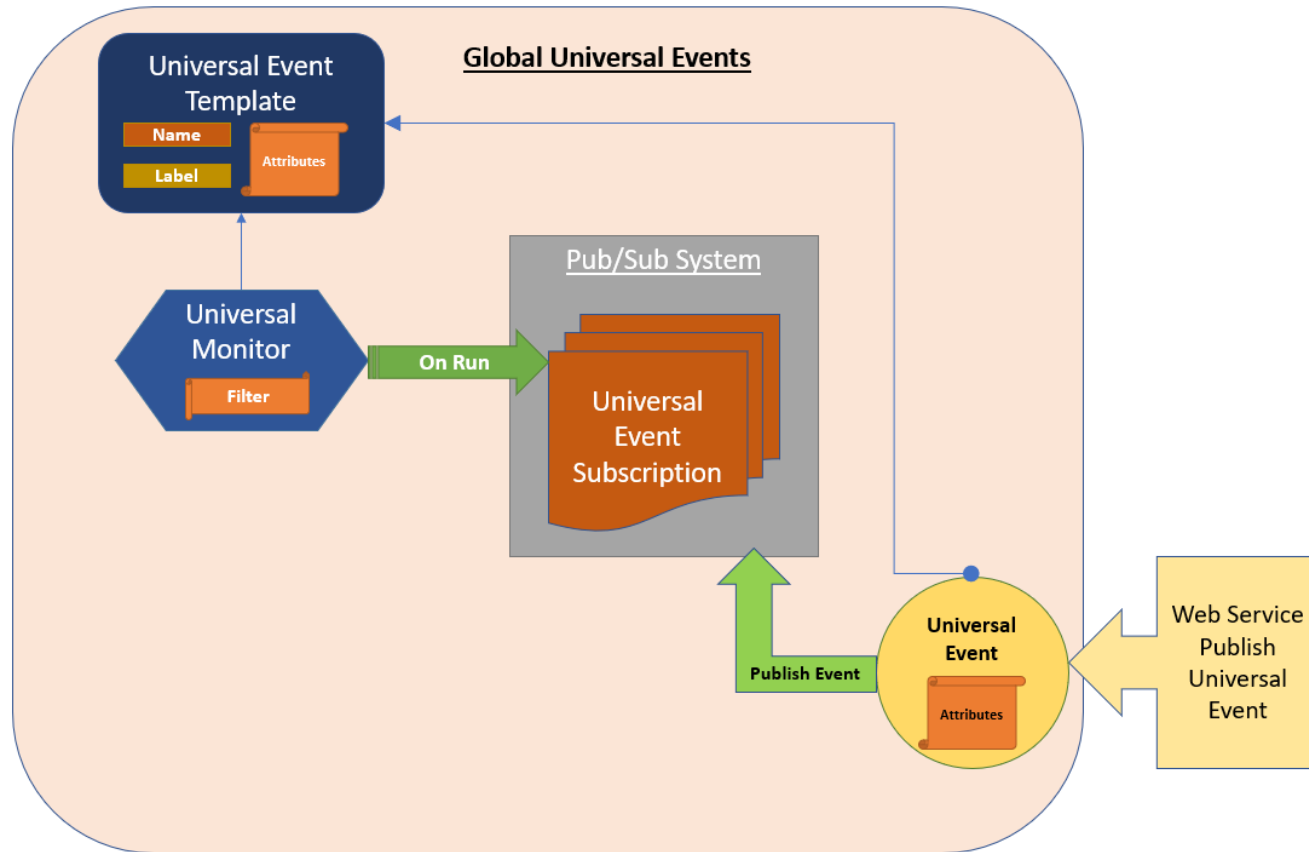 Global Universal Events
Universal Event
Template
Name
Label
Attributes
Pub/Sub System
Universal
Monitor
Filter
On Run
Universal
Event
Subscription
Publish Event
Universal
Event
Attributes
Web Service
Publish
Universal
Event